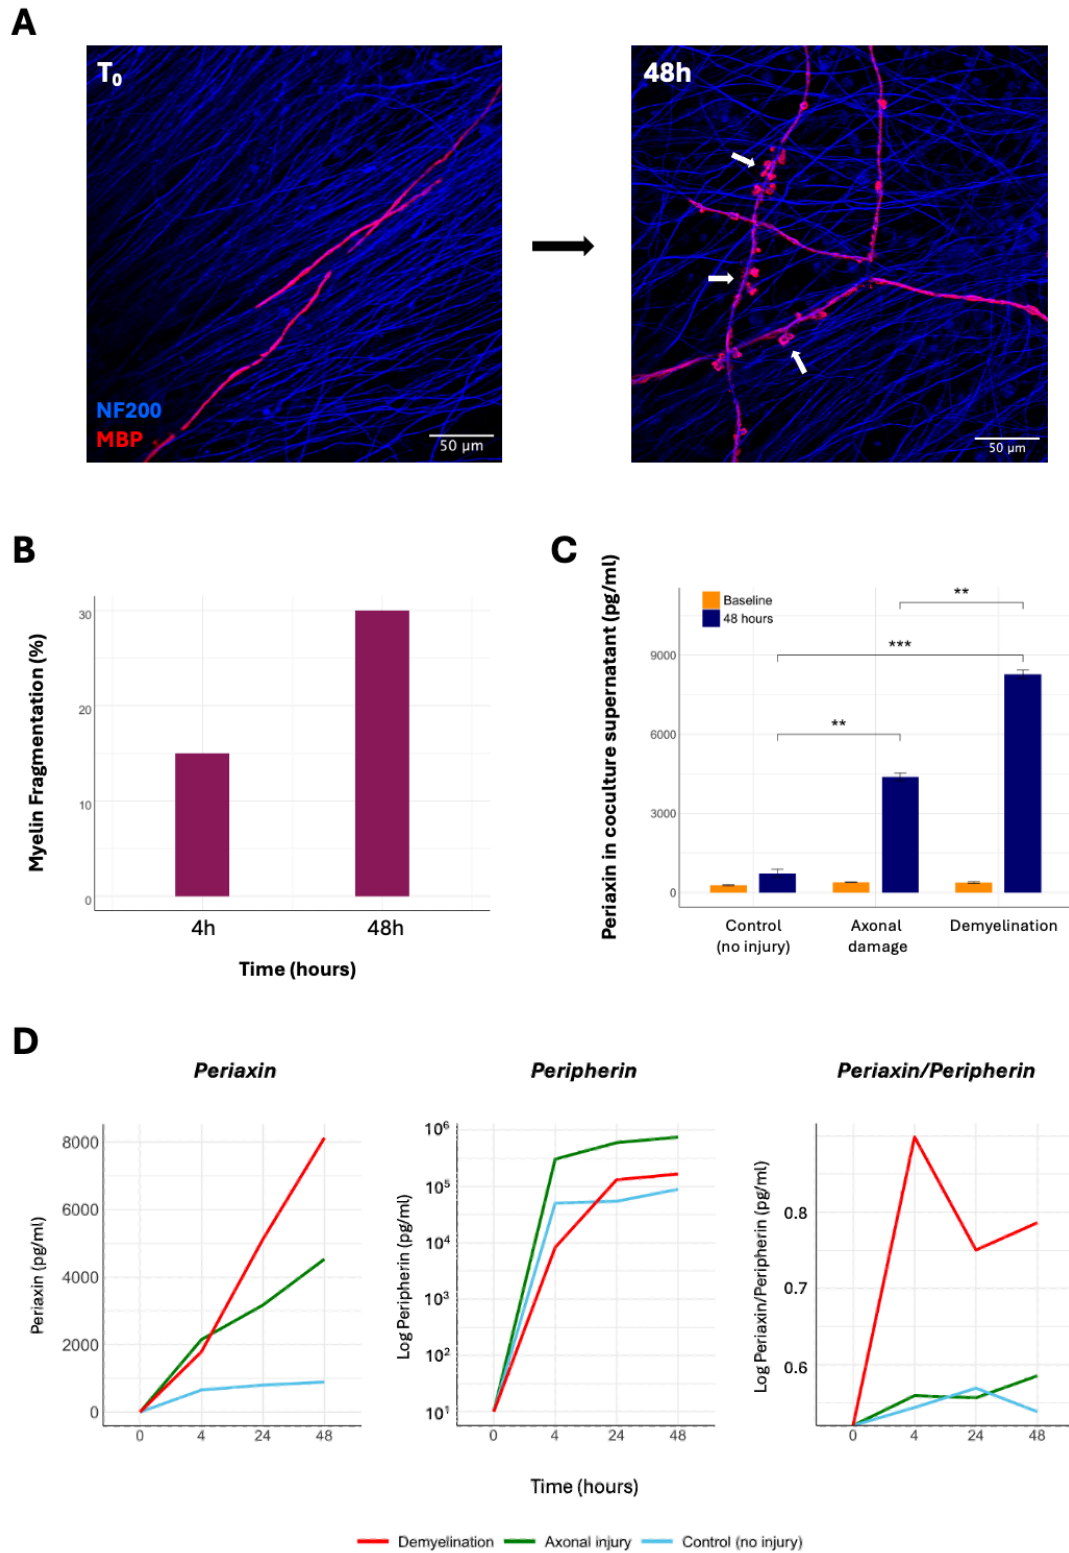 A
T₀
48h
NF200
MBP
50 µm
50 µm
B
C
Myelin Fragmentation (%)
30
20
10
0
4h
48h
Time (hours)
Periaxin in coculture supernatant (pg/ml)
Baseline
48 hours
**
***
**
9000
6000
3000
0
Control
(no injury)
Axonal
damage
Demyelination
D
Periaxin
Peripherin
Periaxin/Peripherin
Periaxin (pg/ml)
8000
6000
4000
2000
0
0
4
24
48
Log Peripherin (pg/ml)
10⁶
10⁵
10⁴
10³
10²
10¹
0
4
24
48
Log Periaxin/Peripherin (pg/ml)
0.8
0.7
0.6
0
4
24
48
Time (hours)
Demyelination
Axonal injury
Control (no injury)